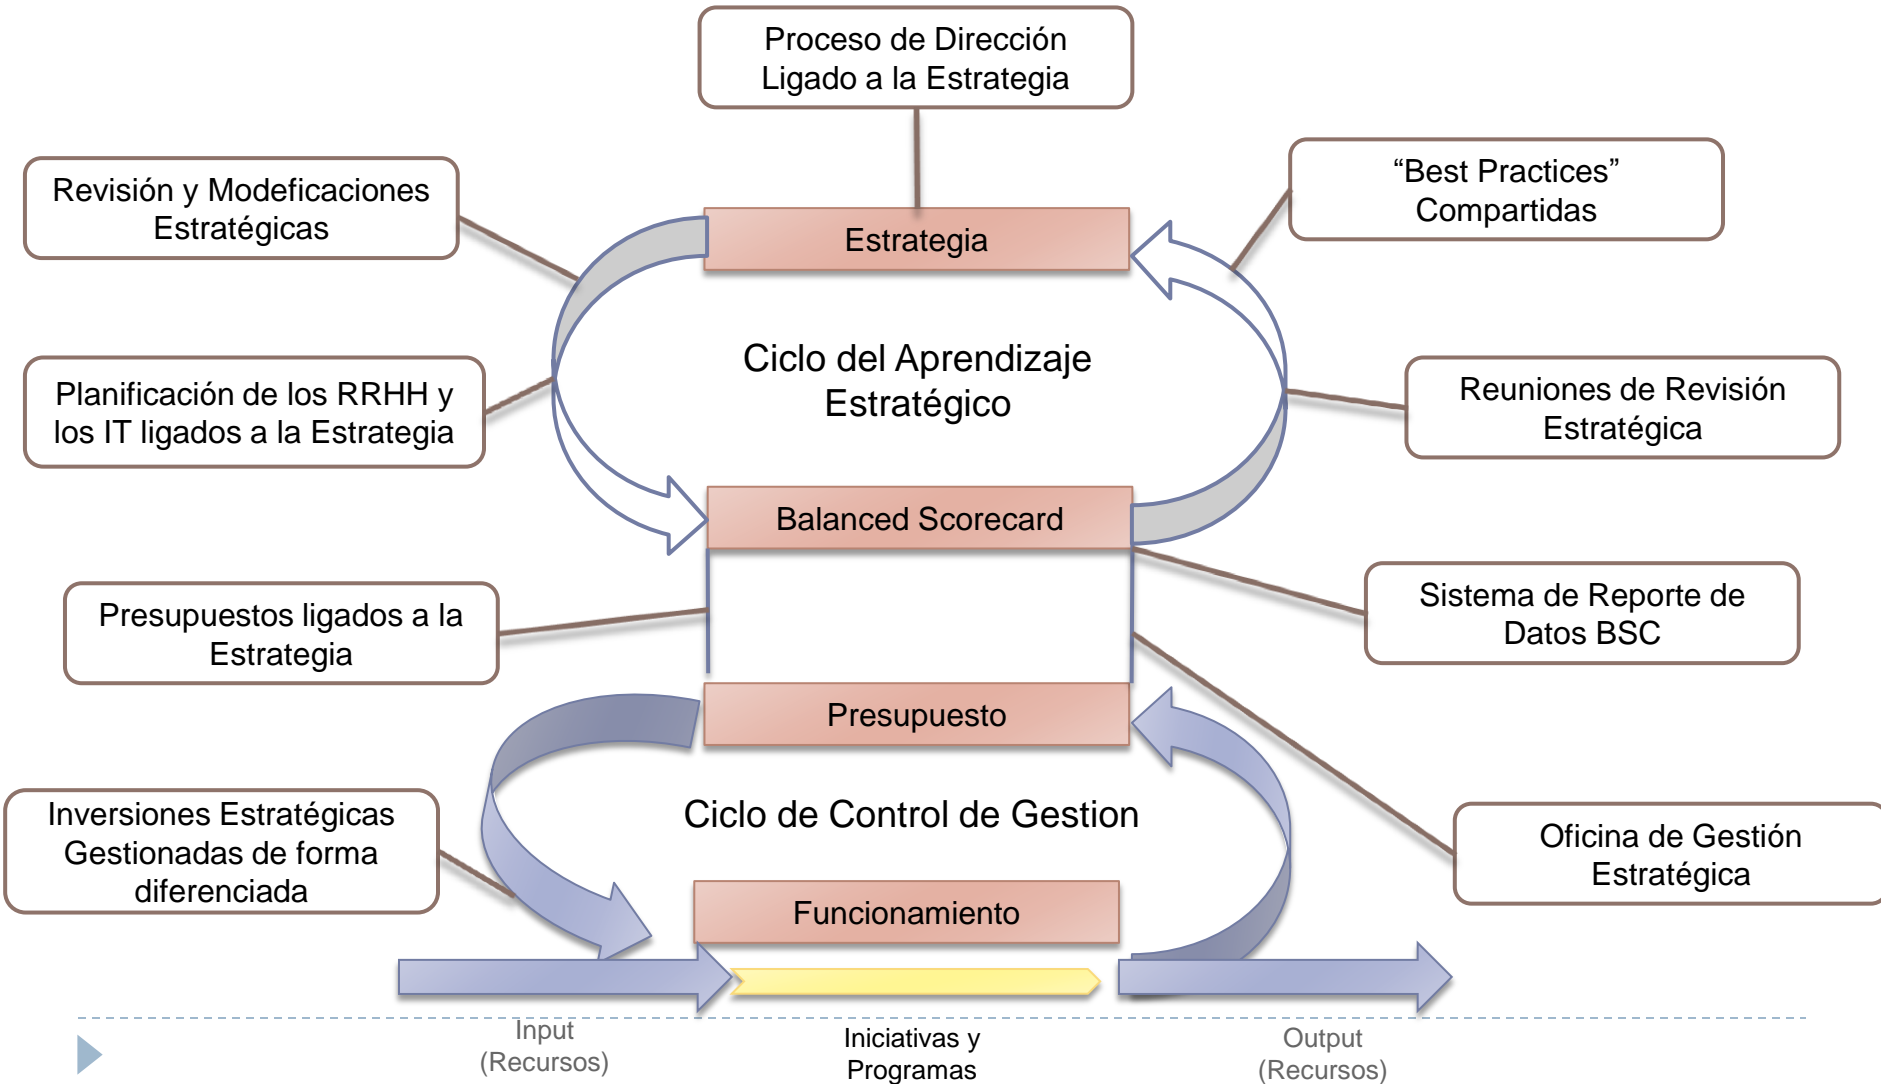 Proceso de Dirección
Ligado a la Estrategia
Revisión y Modeficaciones
Estratégicas
“Best Practices”
Compartidas
Estrategia
Ciclo del Aprendizaje
Estratégico
Planificación de los RRHH y
los IT ligados a la Estrategia
Reuniones de Revisión
Estratégica
Balanced Scorecard
Presupuestos ligados a la
Estrategia
Sistema de Reporte de
Datos BSC
Presupuesto
Ciclo de Control de Gestion
Inversiones Estratégicas
Gestionadas de forma
diferenciada
Oficina de Gestión
Estratégica
Funcionamiento
Input
(Recursos)
Iniciativas y
Programas
Output
(Recursos)